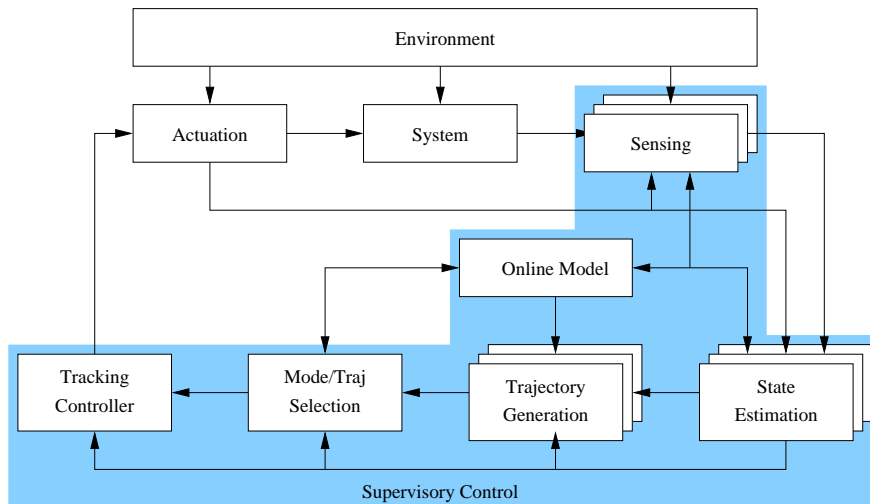 Environment
Actuation
System
Sensing
Online Model
Tracking
Controller
Mode/Traj
Selection
Trajectory
Generation
State
Estimation
Supervisory Control